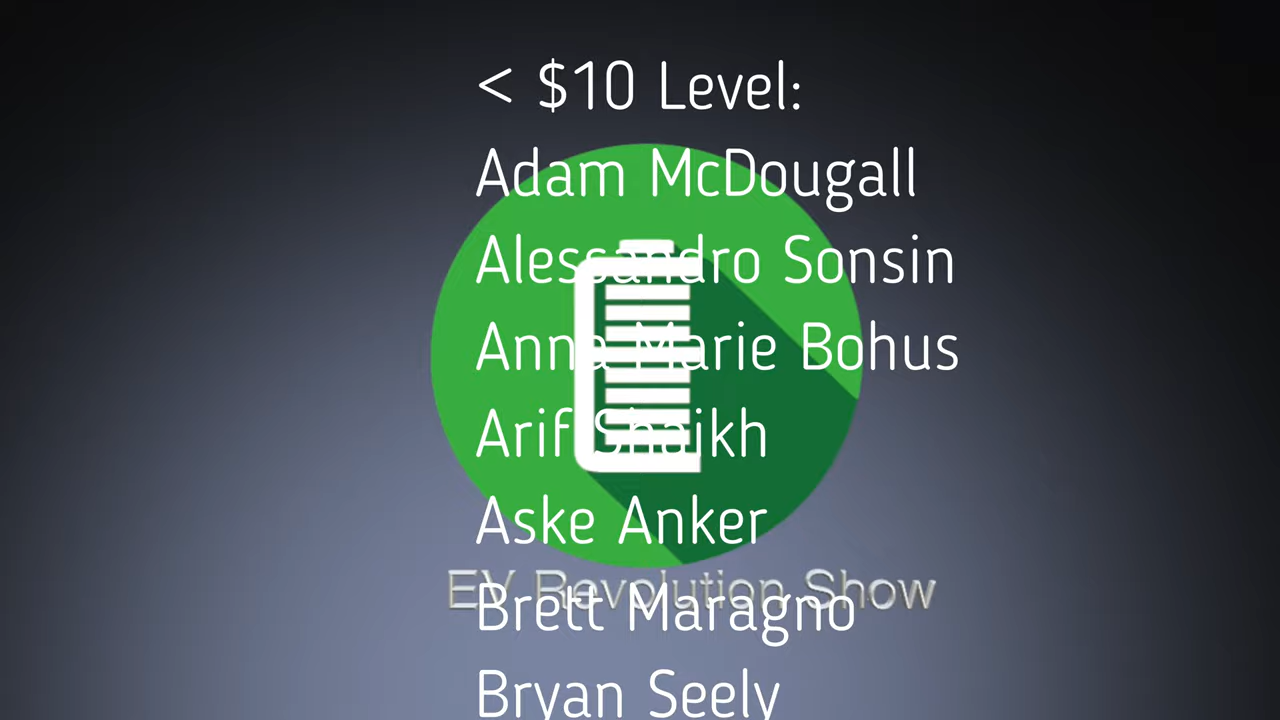 < $10 Level:
Adam McDougall
Alessandro Sonsin
Anna Marie Bohus
Arif Shaikh
Aske Anker
EV Revolution Show
Brett Maragno
Bryan Seely